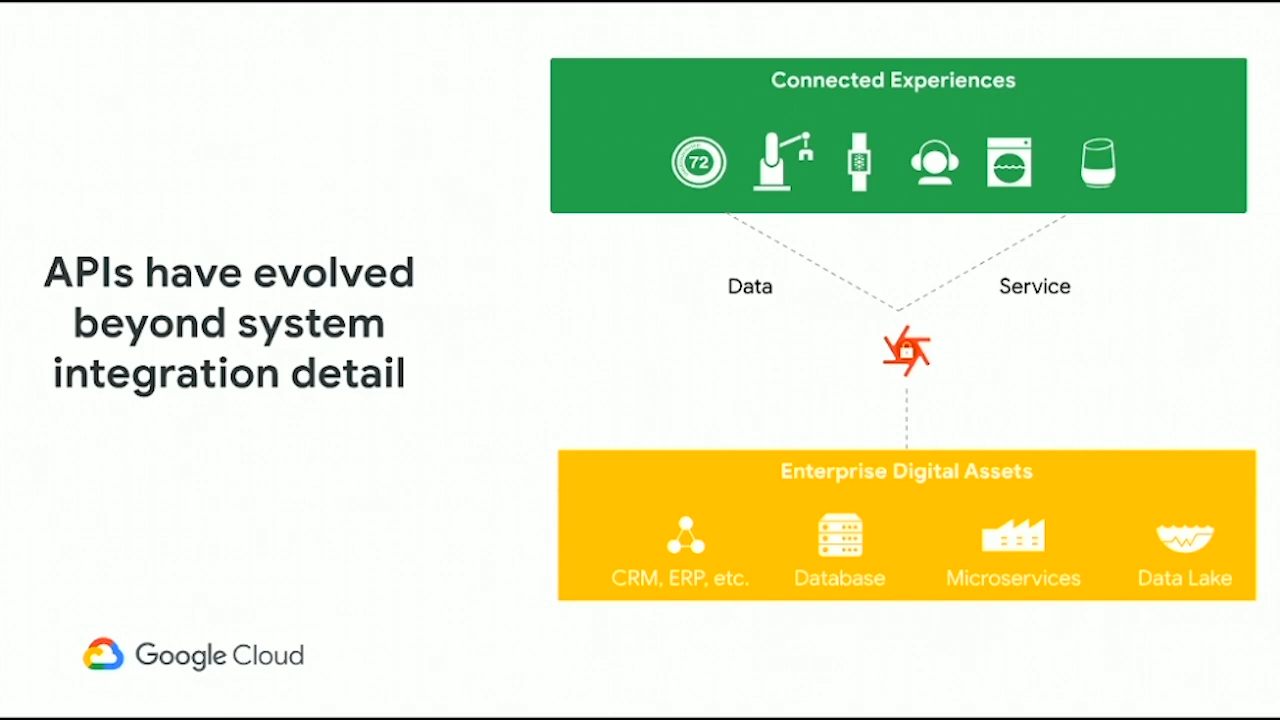 APIs have evolved
beyond system
integration detail
Connected Experiences
72
Data
Service
Enterprise Digital Assets
CRM, ERP, etc.
Database
Microservices
Data Lake
Google Cloud